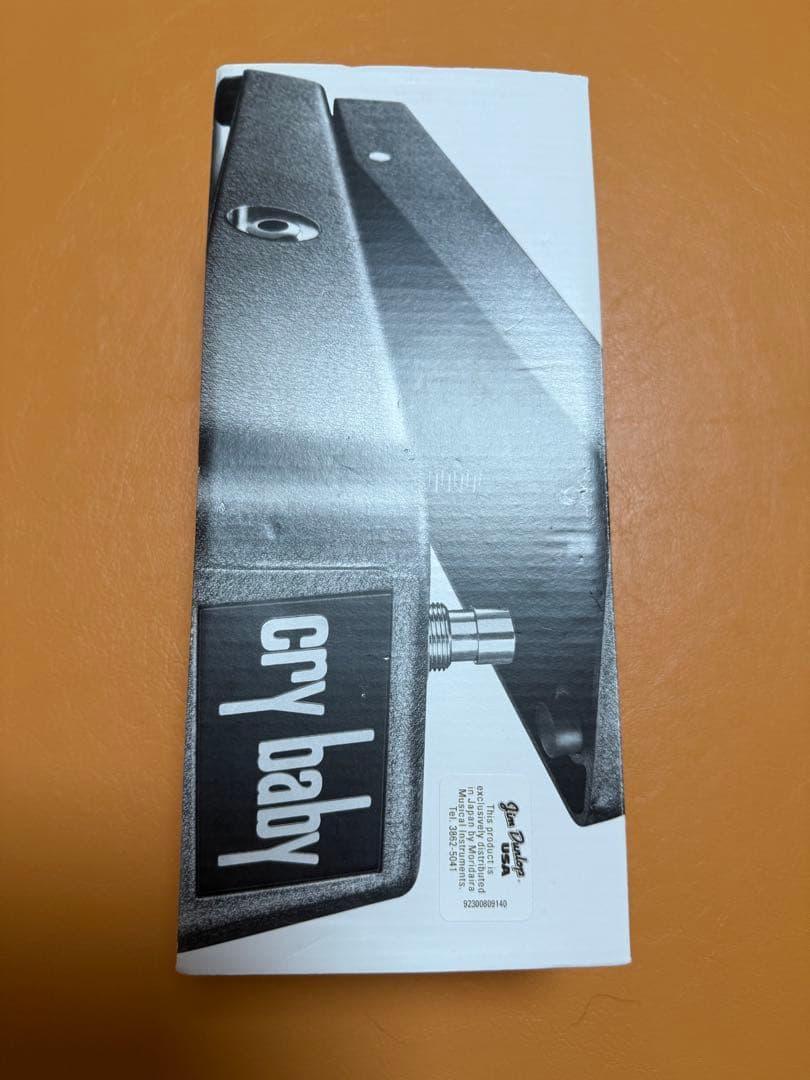 cry baby
Jim Dunlop
USA
This product is
exclusively distributed
in Japan by Moridaira
Musical Instruments.
Tel. 3862-5041
92300809140